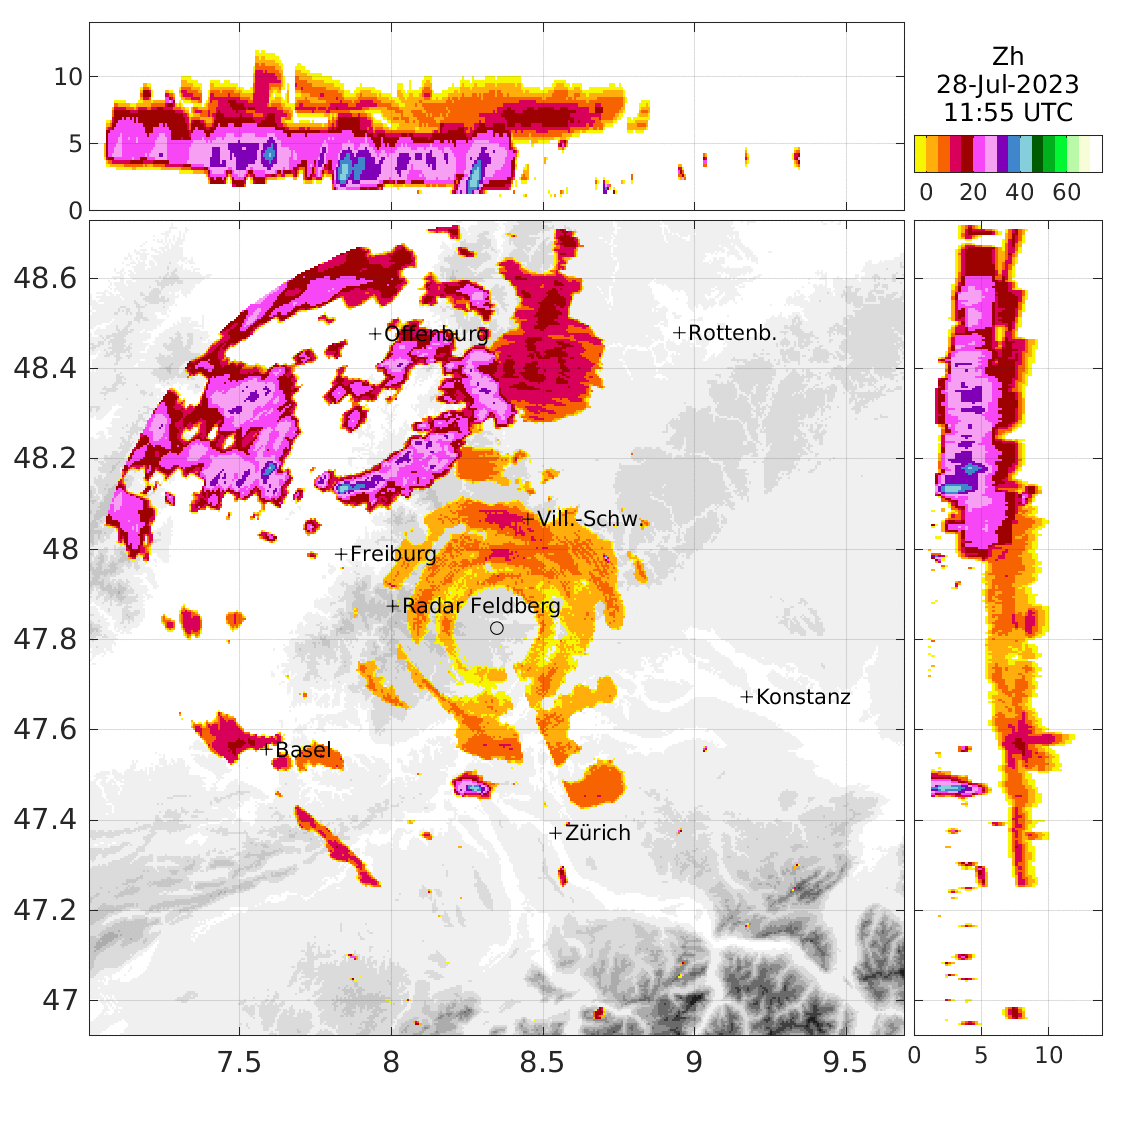 Zh
28-Jul-2023
11:55 UTC
0 20 40 60
10
5
0
48.6
48.4
48.2
48
47.8
47.6
47.4
47.2
47
Offenburg
Rottenb.
Vill.-Schw.
Freiburg
Radar Feldberg
Konstanz
Basel
Zürich
7.5 8 8.5 9 9.5
0 5 10